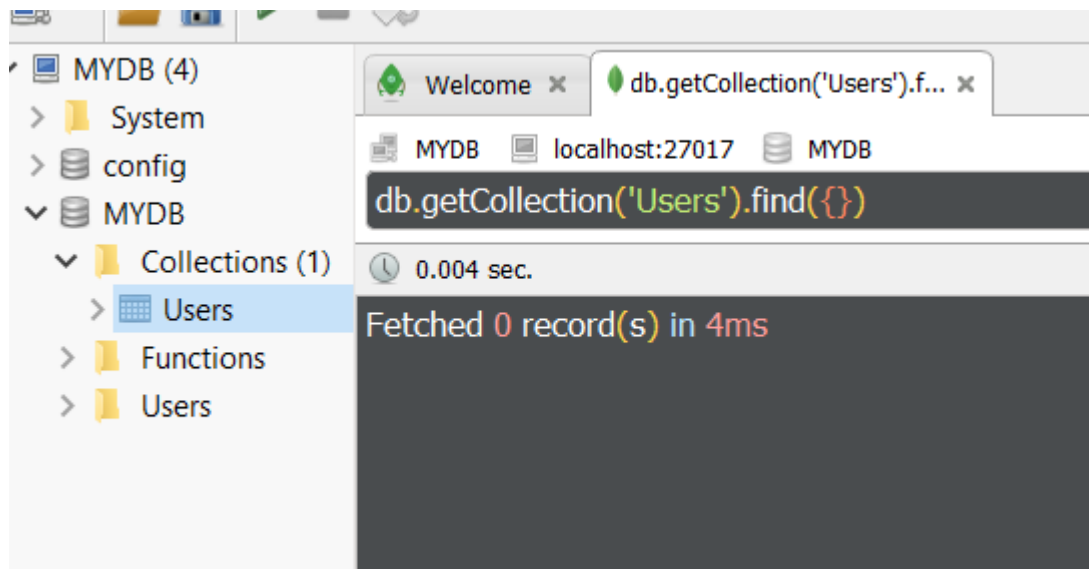 MYDB (4)
System
config
MYDB
Collections (1)
Users
Functions
Users
Welcome
db.getCollection('Users').f...
MYDB localhost:27017 MYDB
db.getCollection('Users').find({})
0.004 sec.
Fetched 0 record(s) in 4ms